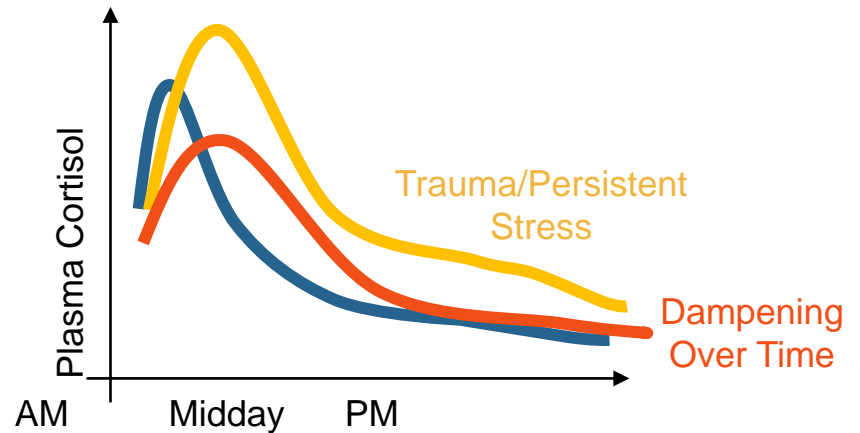 Plasma Cortisol
Trauma/Persistent
Stress
Dampening
Over Time
AM Midday PM